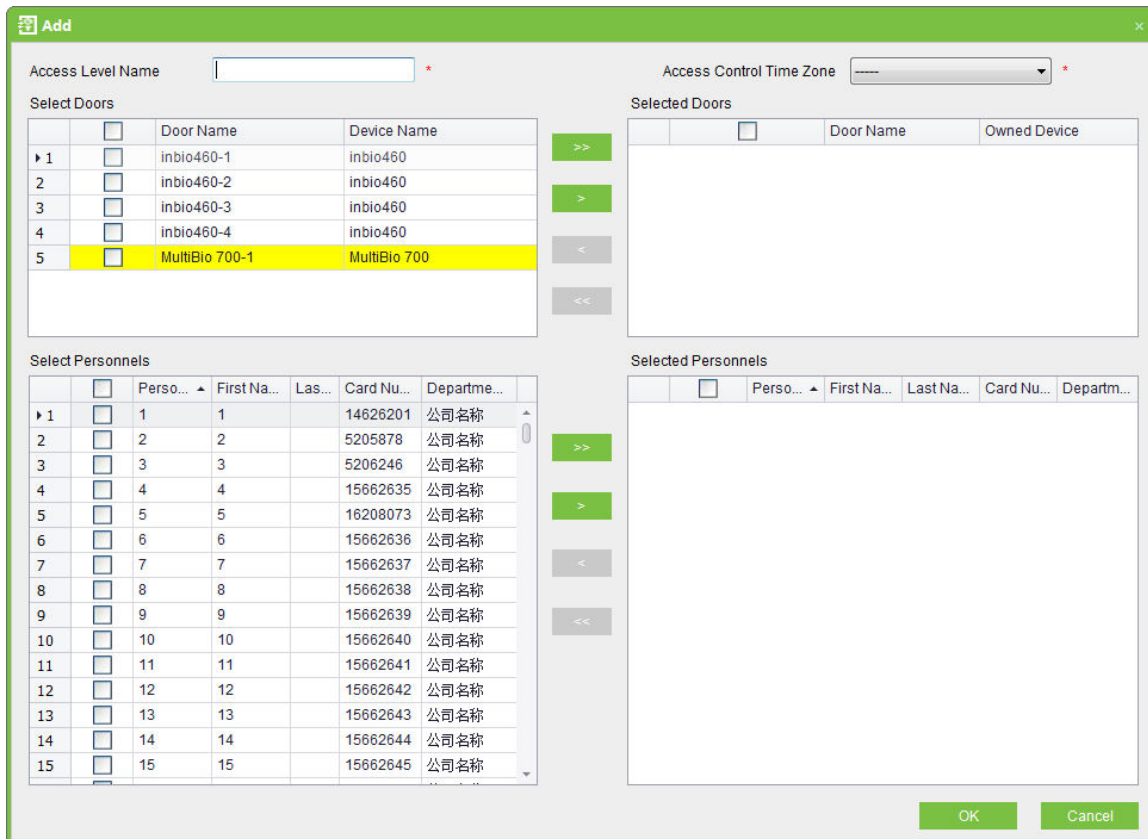 Add ×
Access Level Name * Access Control Time Zone ----- *
Select Doors Selected Doors
Door Name Device Name >> Door Name Owned Device
1 inbio460-1 inbio460
2 inbio460-2 inbio460 >
3 inbio460-3 inbio460
4 inbio460-4 inbio460 <
5 MultiBio 700-1 MultiBio 700
<<
Select Personnels Selected Personnels
Perso... First Na... Las... Card Nu... Departme... Perso... First Na... Last Na... Card Nu... Departm...
1 1 1 14626201 公司名称
2 2 2 5205878 公司名称 >>
3 3 3 5206246 公司名称
4 4 4 15662635 公司名称
5 5 5 16208073 公司名称 >
6 6 6 15662636 公司名称
7 7 7 15662637 公司名称 <
8 8 8 15662638 公司名称
9 9 9 15662639 公司名称 <<
10 10 10 15662640 公司名称
11 11 11 15662641 公司名称
12 12 12 15662642 公司名称
13 13 13 15662643 公司名称
14 14 14 15662644 公司名称
15 15 15 15662645 公司名称
OK Cancel